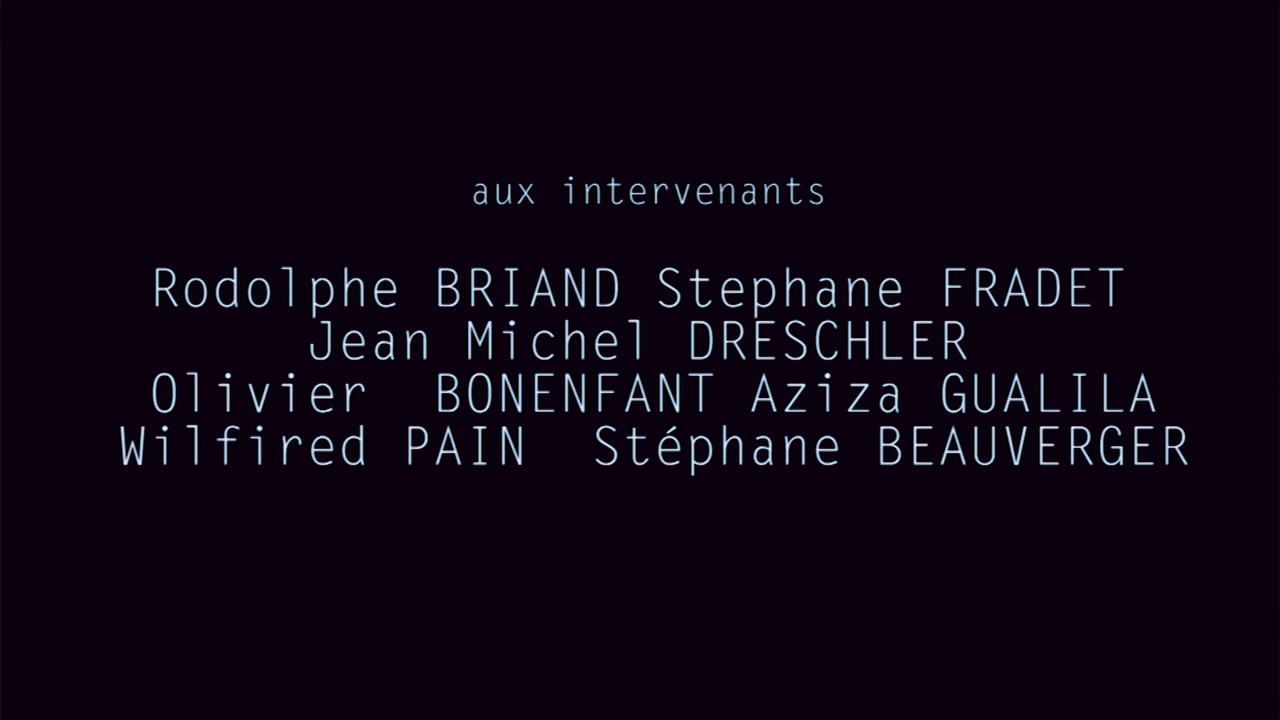 aux intervenants
Rodolphe BRIAND Stephane FRADET
Jean Michel DRESCHLER
Olivier  BONENFANT Aziza GUALILA
Wilfired PAIN  Stéphane BEAUVERGER